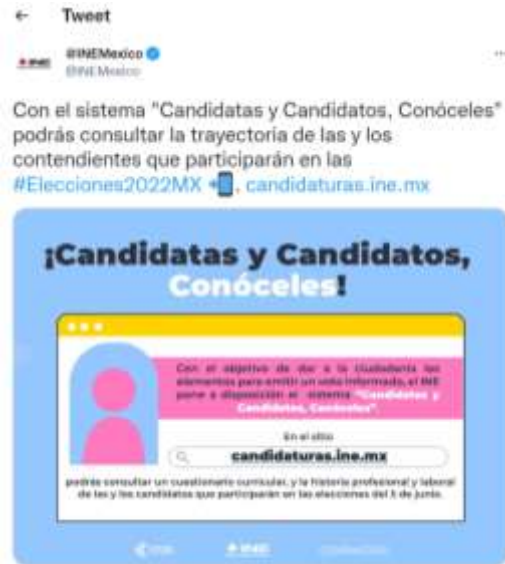 ← Tweet
@INEMexico
@INEMexico
Con el sistema "Candidatas y Candidatos, Conóceles"
podrás consultar la trayectoria de las y los
contendientes que participarán en las
#Elecciones2022MX, candidaturas.ine.mx
¡Candidatas y Candidatos,
Conóceles!
Con el objetivo de dar a la ciudadanía los
elementos para emitir un voto informado, el INE
pone a disposición el sistema "Candidatas y
Candidatos, Conóceles"
En el sitio
candidaturas.ine.mx
podrás consultar un cuestionario curricular, y la historia profesional y laboral
de las y los candidatos que participarán en las elecciones del 5 de junio.
INE